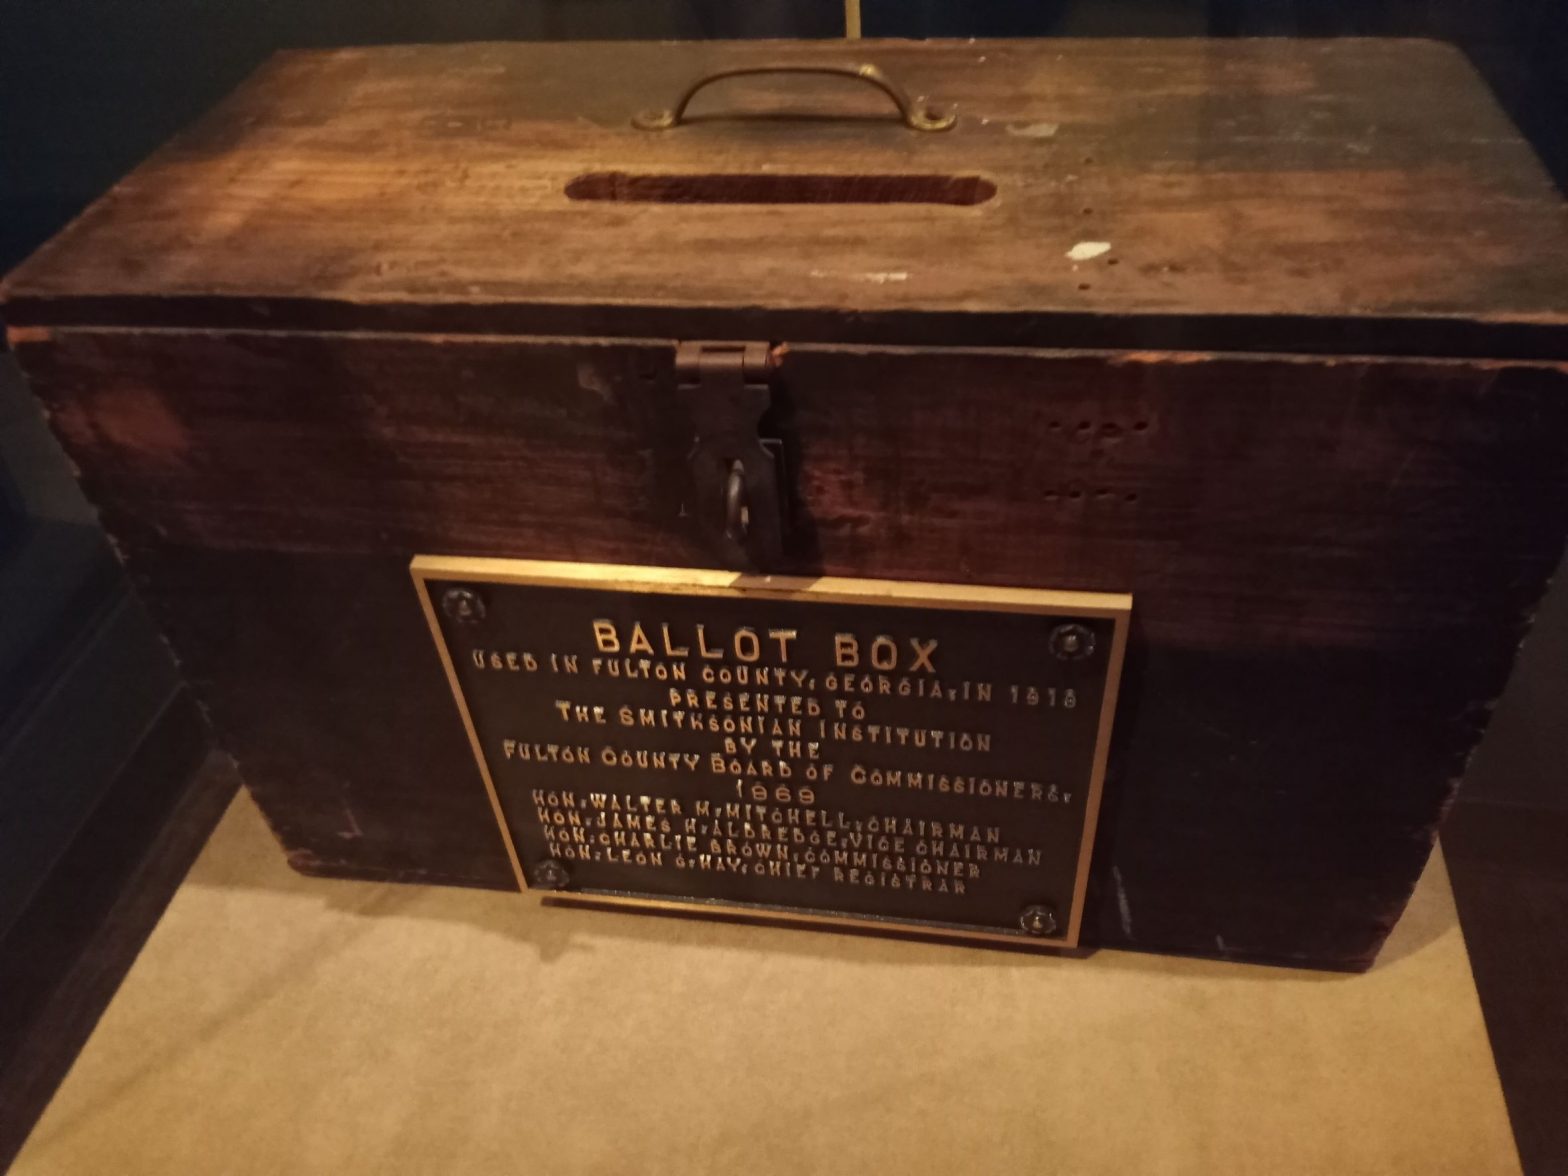 BALLOT BOX
USED IN FULTON COUNTY, GEORGIA, IN 1918
PRESENTED TO
THE SMITHSONIAN INSTITUTION
BY THE
FULTON COUNTY BOARD OF COMMISSIONERS,
1969
HON. WALTER M. MITCHELL, CHAIRMAN
HON. JAMES H. ALDREDGE, VICE CHAIRMAN
HON. CHARLIE BROWN, COMMISSIONER
HON. LEON S. WAY, CHIEF REGISTRAR